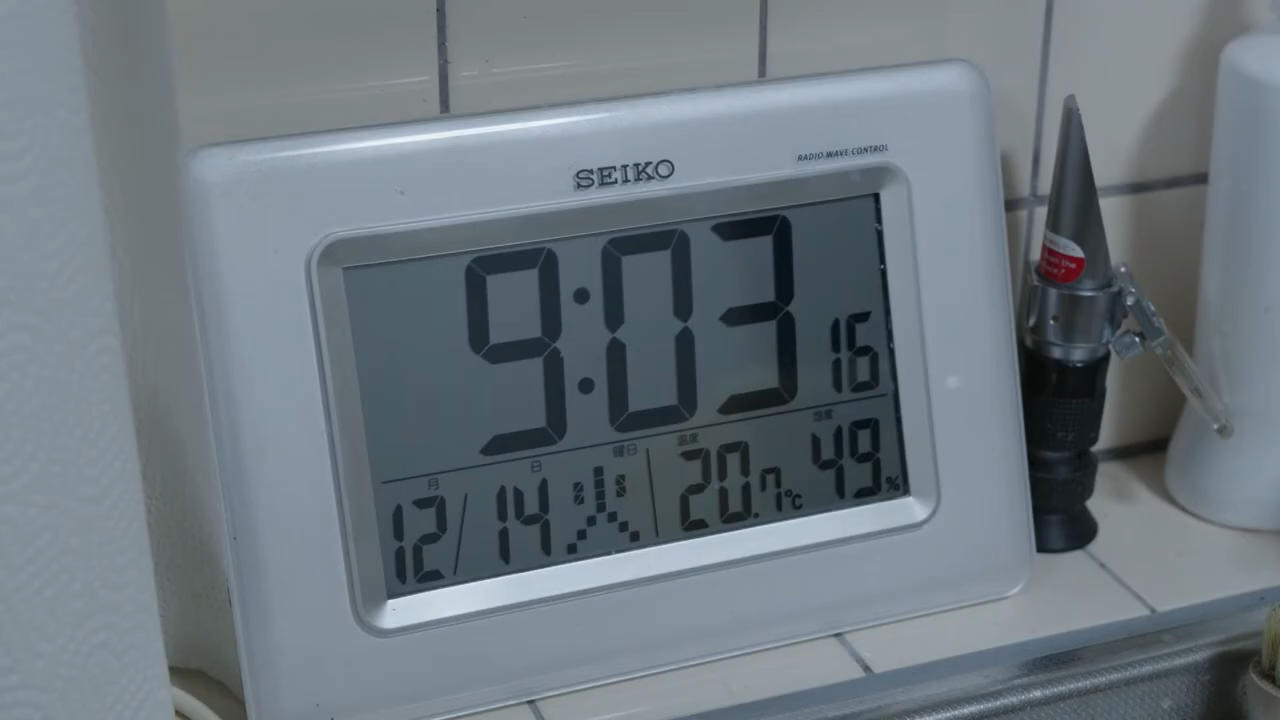 SEIKO
RADIO WAVE CONTROL
9:03 16
月 日 曜日 温度 湿度
12/14 火 20.7℃ 49%